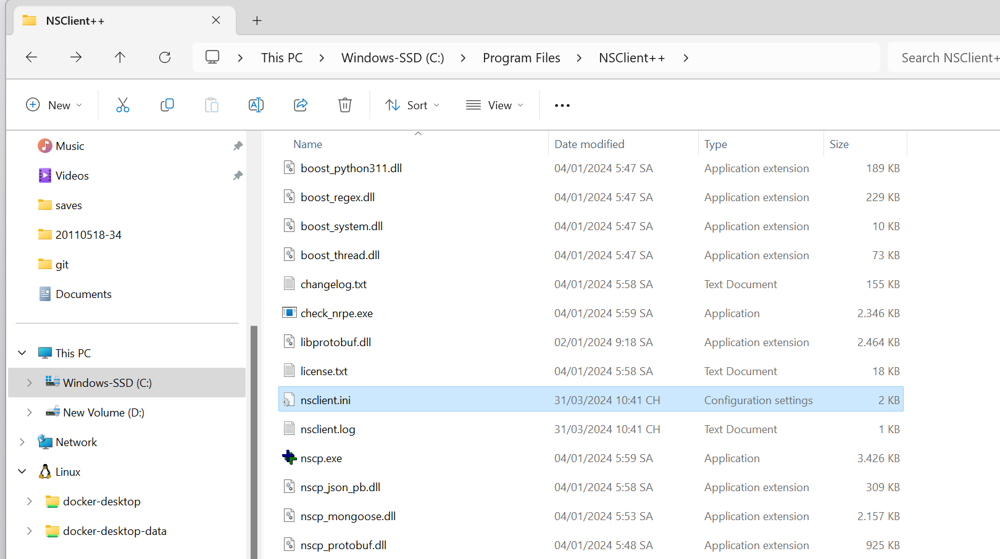 NSClient++
This PC Windows-SSD (C:) Program Files NSClient++ Search NSClient+
New Sort View
Music
Videos
saves
20110518-34
git
Documents
This PC
Windows-SSD (C:)
New Volume (D:)
Network
Linux
docker-desktop
docker-desktop-data
Name Date modified Type Size
boost_python311.dll 04/01/2024 5:47 SA Application extension 189 KB
boost_regex.dll 04/01/2024 5:47 SA Application extension 229 KB
boost_system.dll 04/01/2024 5:47 SA Application extension 10 KB
boost_thread.dll 04/01/2024 5:47 SA Application extension 73 KB
changelog.txt 04/01/2024 5:58 SA Text Document 155 KB
check_nrpe.exe 04/01/2024 5:59 SA Application 2.346 KB
libprotobuf.dll 02/01/2024 9:18 SA Application extension 2.464 KB
license.txt 04/01/2024 5:58 SA Text Document 18 KB
nsclient.ini 31/03/2024 10:41 CH Configuration settings 2 KB
nsclient.log 31/03/2024 10:41 CH Text Document 1 KB
nscp.exe 04/01/2024 5:59 SA Application 3.426 KB
nscp_json_pb.dll 04/01/2024 5:58 SA Application extension 309 KB
nscp_mongoose.dll 04/01/2024 5:53 SA Application extension 2.157 KB
nscp_protobuf.dll 04/01/2024 5:48 SA Application extension 925 KB